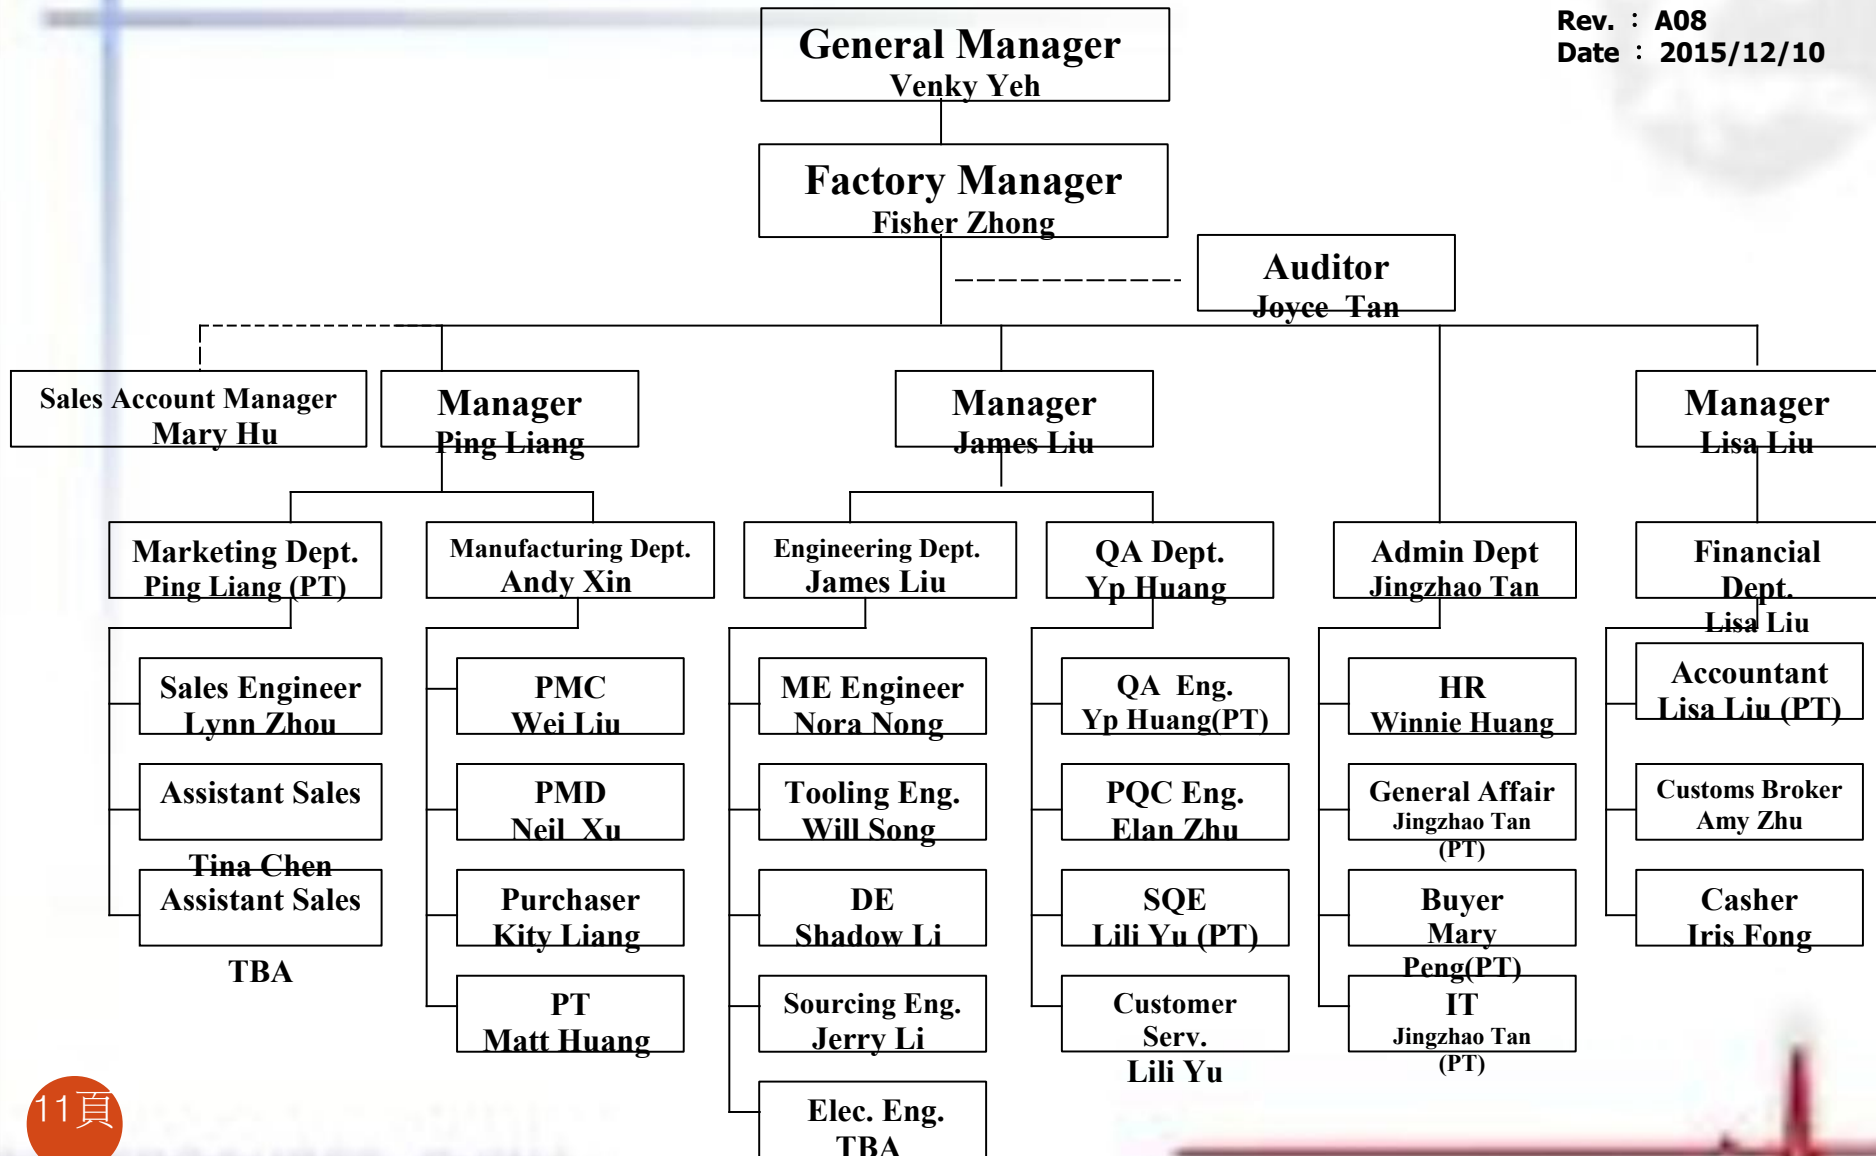 Rev. : A08
Date : 2015/12/10
General Manager
Venky Yeh
Factory Manager
Fisher Zhong
Auditor
Joyce Tan
Sales Account Manager
Mary Hu
Manager
Ping Liang
Manager
James Liu
Manager
Lisa Liu
Marketing Dept.
Ping Liang (PT)
Manufacturing Dept.
Andy Xin
Engineering Dept.
James Liu
QA Dept.
Yp Huang
Admin Dept
Jingzhao Tan
Financial
Dept.
Lisa Liu
Sales Engineer
Lynn Zhou
Assistant Sales
Tina Chen
Assistant Sales
TBA
PMC
Wei Liu
PMD
Neil Xu
Purchaser
Kity Liang
PT
Matt Huang
ME Engineer
Nora Nong
Tooling Eng.
Will Song
DE
Shadow Li
Sourcing Eng.
Jerry Li
Elec. Eng.
TBA
QA Eng.
Yp Huang(PT)
PQC Eng.
Elan Zhu
SQE
Lili Yu (PT)
Customer
Serv.
Lili Yu
HR
Winnie Huang
General Affair
Jingzhao Tan
(PT)
Buyer
Mary
Peng(PT)
IT
Jingzhao Tan
(PT)
Accountant
Lisa Liu (PT)
Customs Broker
Amy Zhu
Casher
Iris Fong
11頁